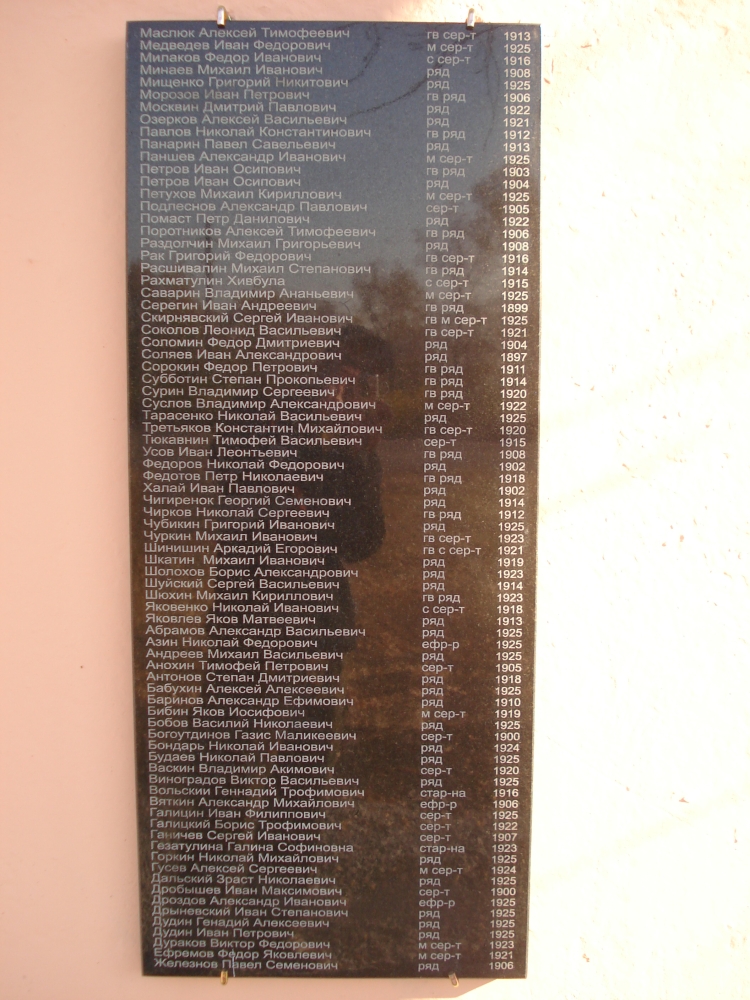 Маслюк Алексей Тимофеевич гв сер-т 1913
Медведев Иван Федорович м сер-т 1925
Милаков Федор Иванович с сер-т 1916
Минаев Михаил Иванович ряд 1908
Мищенко Григорий Никитович ряд 1925
Морозов Иван Петрович гв ряд 1906
Москвин Дмитрий Павлович ряд 1922
Озерков Алексей Васильевич ряд 1921
Павлов Николай Константинович гв ряд 1912
Панарин Павел Савельевич ряд 1913
Паншев Александр Иванович м сер-т 1925
Петров Иван Осипович гв ряд 1903
Петров Иван Осипович ряд 1904
Петухов Михаил Кириллович м сер-т 1925
Подлеснов Александр Павлович сер-т 1905
Помаст Петр Данилович ряд 1922
Поротников Алексей Тимофеевич гв ряд 1906
Раздолчин Михаил Григорьевич ряд 1908
Рак Григорий Федорович гв сер-т 1916
Расшивалин Михаил Степанович гв ряд 1914
Рахматулин Хивбула с сер-т 1915
Саварин Владимир Ананьевич м сер-т 1925
Серегин Иван Андреевич гв ряд 1899
Скирнявский Сергей Иванович гв м сер-т 1925
Соколов Леонид Васильевич гв сер-т 1921
Соломин Федор Дмитриевич ряд 1904
Соляев Иван Александрович ряд 1897
Сорокин Федор Петрович гв ряд 1911
Субботин Степан Прокопьевич гв ряд 1914
Сурин Владимир Сергеевич гв ряд 1920
Суслов Владимир Александрович м сер-т 1922
Тарасенко Николай Васильевич ряд 1925
Третьяков Константин Михайлович гв сер-т 1920
Тюкавнин Тимофей Васильевич сер-т 1915
Усов Иван Леонтьевич гв ряд 1908
Федоров Николай Федорович ряд 1902
Федотов Петр Николаевич гв ряд 1918
Халай Иван Павлович ряд 1902
Чигиренок Георгий Семенович ряд 1914
Чирков Николай Сергеевич гв ряд 1912
Чубикин Григорий Иванович ряд 1925
Чуркин Михаил Иванович гв сер-т 1923
Шинишин Аркадий Егорович гв с сер-т 1921
Шкатин Михаил Иванович ряд 1919
Шолохов Борис Александрович ряд 1923
Шуйский Сергей Васильевич ряд 1914
Шюхин Михаил Кириллович гв ряд 1923
Яковенко Николай Иванович с сер-т 1918
Яковлев Яков Матвеевич ряд 1913
Абрамов Александр Васильевич ряд 1925
Азин Николай Федорович ефр-р 1925
Андреев Михаил Васильевич ряд 1925
Анохин Тимофей Петрович сер-т 1905
Антонов Степан Дмитриевич ряд 1918
Бабухин Алексей Алексеевич ряд 1925
Баринов Александр Ефимович ряд 1910
Бибин Яков Иосифович м сер-т 1919
Бобов Василий Николаевич ряд 1925
Богоутдинов Газис Маликеевич сер-т 1900
Бондарь Николай Иванович ряд 1924
Будаев Николай Павлович ряд 1925
Васкин Владимир Акимович сер-т 1920
Виноградов Виктор Васильевич ряд 1925
Вольскии Геннадий Трофимович стар-на 1916
Вяткин Александр Михайлович ефр-р 1906
Галицин Иван Филиппович сер-т 1925
Галицкий Борис Трофимович сер-т 1922
Ганичев Сергей Иванович сер-т 1907
Гезатулина Галина Софиновна стар-на 1923
Горкин Николай Михайлович ряд 1925
Гусев Алексей Сергеевич м сер-т 1924
Дальский Зраст Николаевич ряд 1925
Дробышев Иван Максимович сер-т 1900
Дроздов Александр Иванович ефр-р 1925
Дрыневский Иван Степанович ряд 1925
Дудин Генадий Алексеевич ряд 1925
Дудин Иван Петрович ряд 1925
Дураков Виктор Федорович м сер-т 1923
Ефремов Федор Яковлевич м сер-т 1921
Железнов Павел Семенович ряд 1906